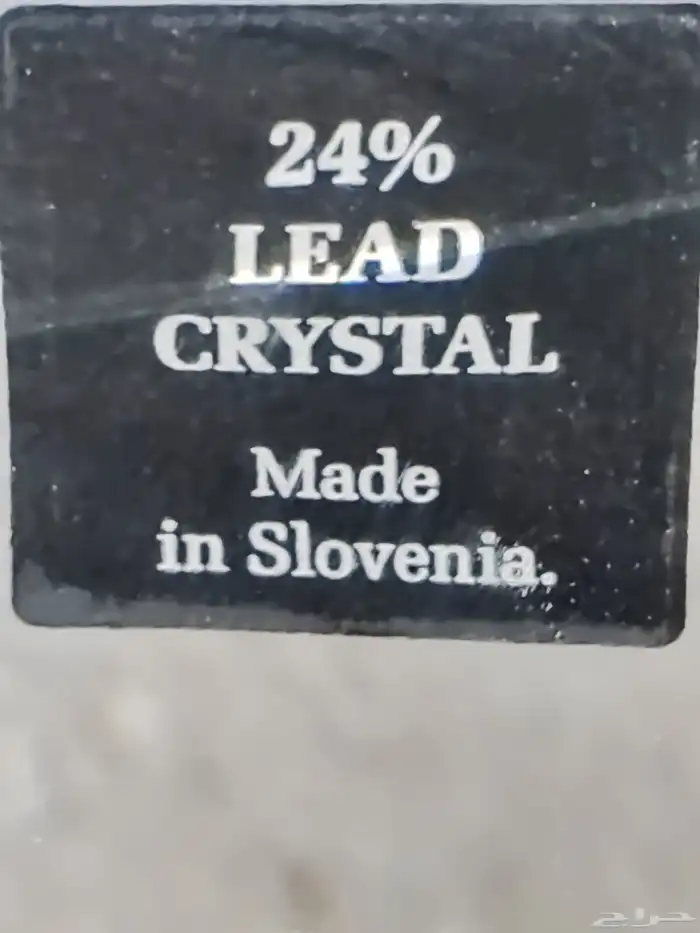 24%
LEAD
CRYSTAL
Made
in Slovenia.
حراج